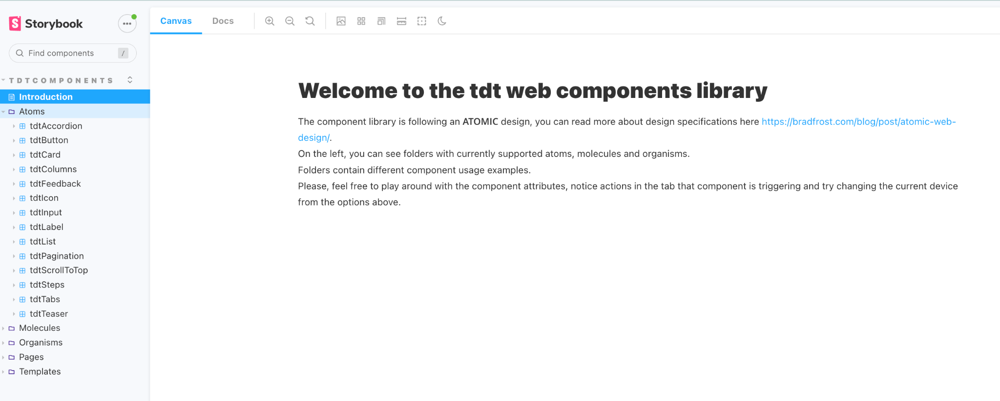 Storybook
Find components /
TDTCOMPONENTS
Introduction
Atoms
tdtAccordion
tdtButton
tdtCard
tdtColumns
tdtFeedback
tdtIcon
tdtInput
tdtLabel
tdtList
tdtPagination
tdtScrollToTop
tdtSteps
tdtTabs
tdtTeaser
Molecules
Organisms
Pages
Templates
Canvas Docs
Welcome to the tdt web components library
The component library is following an ATOMIC design, you can read more about design specifications here https://bradfrost.com/blog/post/atomic-web-
design/.
On the left, you can see folders with currently supported atoms, molecules and organisms.
Folders contain different component usage examples.
Please, feel free to play around with the component attributes, notice actions in the tab that component is triggering and try changing the current device
from the options above.